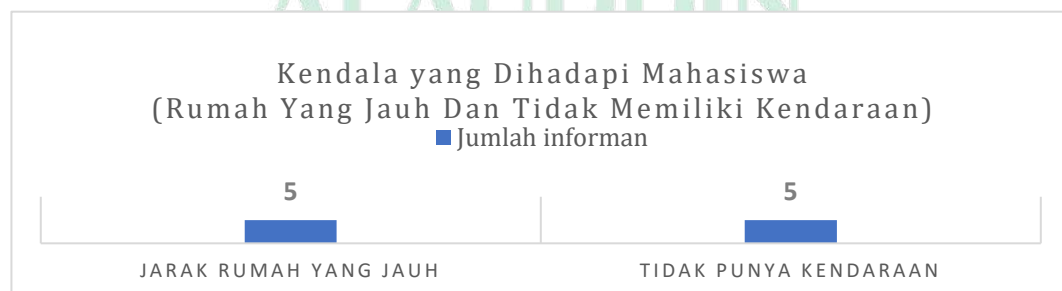 Kendala yang Dihadapi Mahasiswa
(Rumah Yang Jauh Dan Tidak Memiliki Kendaraan)
Jumlah informan
5 5
JARAK RUMAH YANG JAUH TIDAK PUNYA KENDARAAN